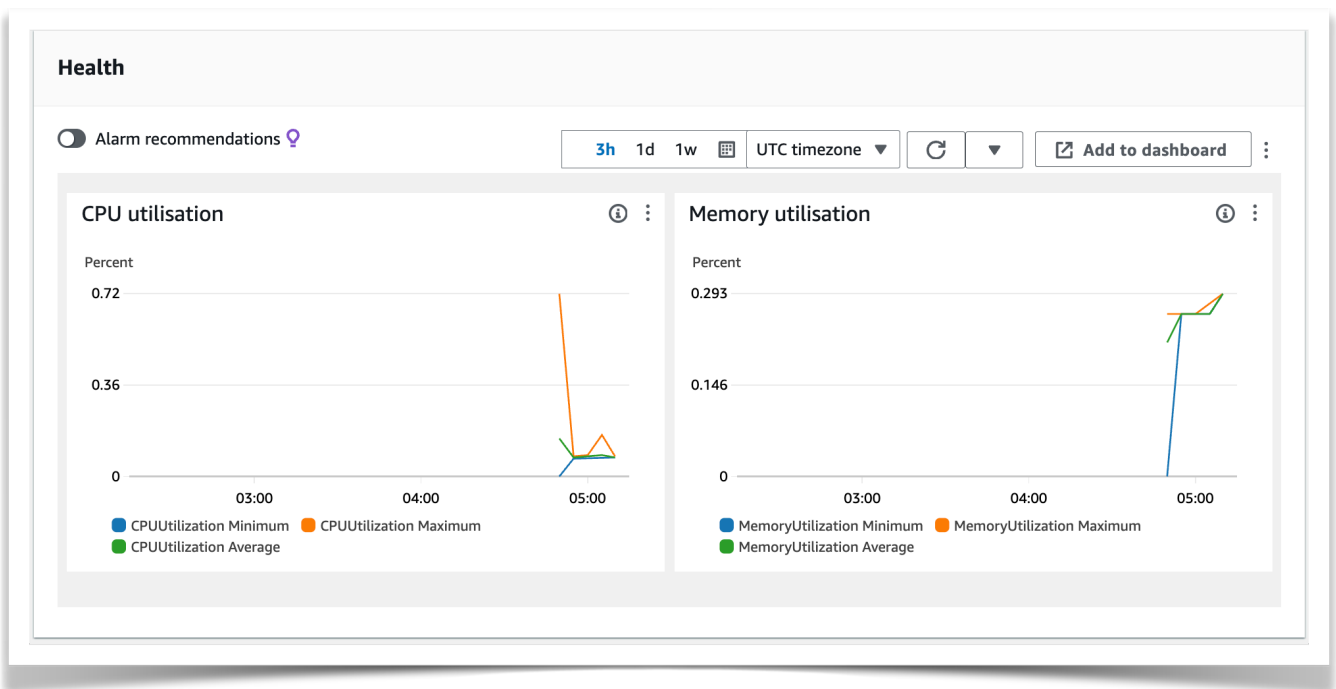 Health
Alarm recommendations
3h 1d 1w UTC timezone Add to dashboard
CPU utilisation
Percent
0.72
0.36
0
03:00 04:00 05:00
CPUUtilization Minimum CPUUtilization Maximum
CPUUtilization Average
Memory utilisation
Percent
0.293
0.146
0
03:00 04:00 05:00
MemoryUtilization Minimum MemoryUtilization Maximum
MemoryUtilization Average